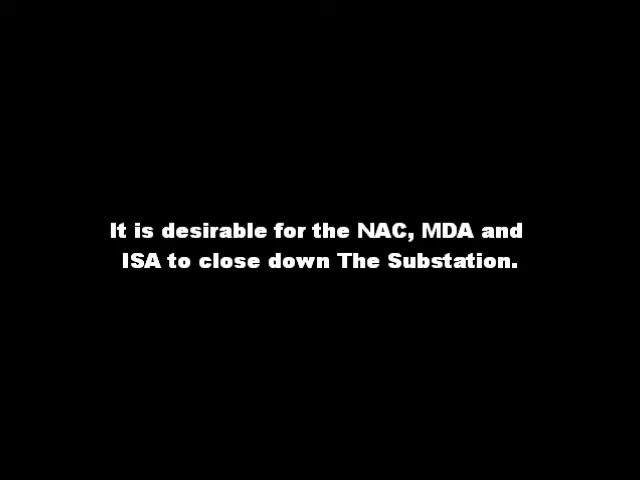 It is desirable for the NAC, MDA and
ISA to close down The Substation.